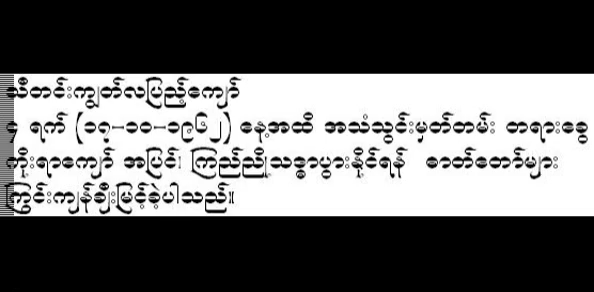 သီတင်းကျွတ်လပြည့်ကျော်
၄ ရက် (၁၇-၁၀-၁၉၆၂) နေ့အထိ အသံသွင်းမှတ်တမ်း တရားခွေ
ကိုးရာကျော် အပြင်၊ ကြည်ညိုသဒ္ဓာပွားနိုင်ရန် ဓာတ်တော်များ
ကြွင်းကျန်ချီးမြှင့်ခဲ့ပါသည်။